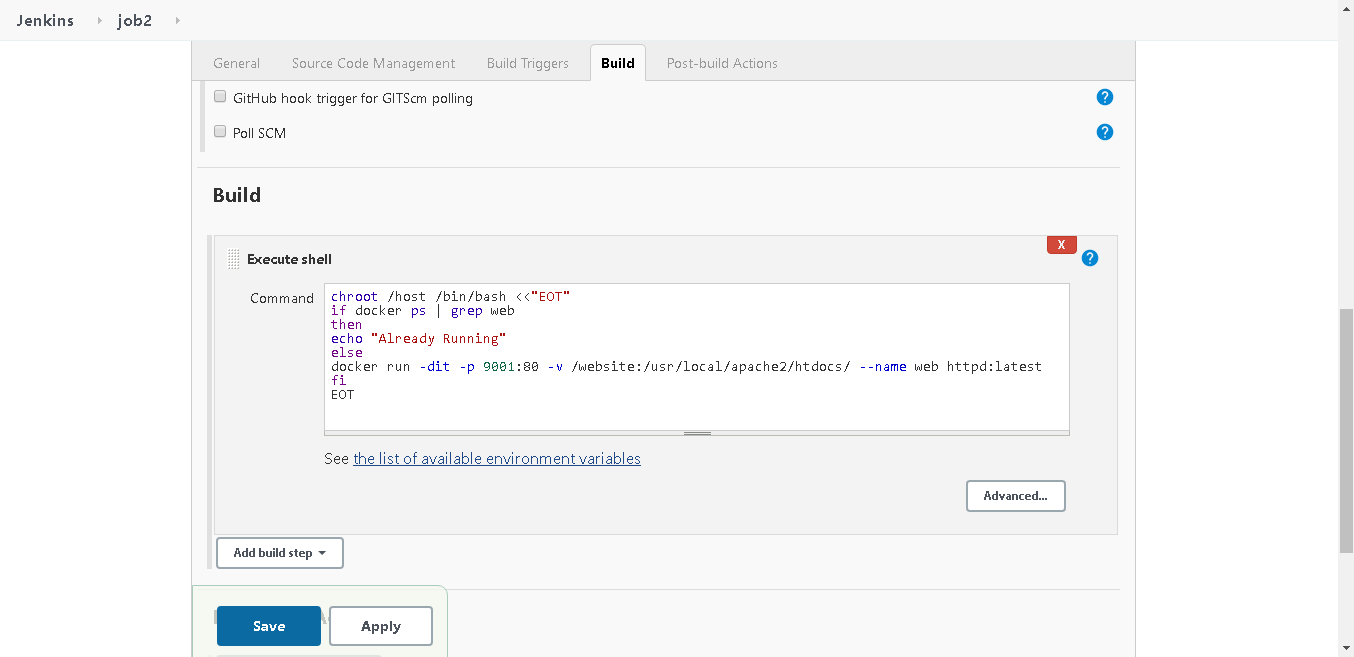 Jenkins job2
General Source Code Management Build Triggers Build Post-build Actions
GitHub hook trigger for GITScm polling
Poll SCM
Build
X
Execute shell
Command
chroot /host /bin/bash <<"EOT"
if docker ps | grep web
then
echo "Already Running"
else
docker run -dit -p 9001:80 -v /website:/usr/local/apache2/htdocs/ --name web httpd:latest
fi
EOT
See the list of available environment variables
Advanced...
Add build step
Save Apply